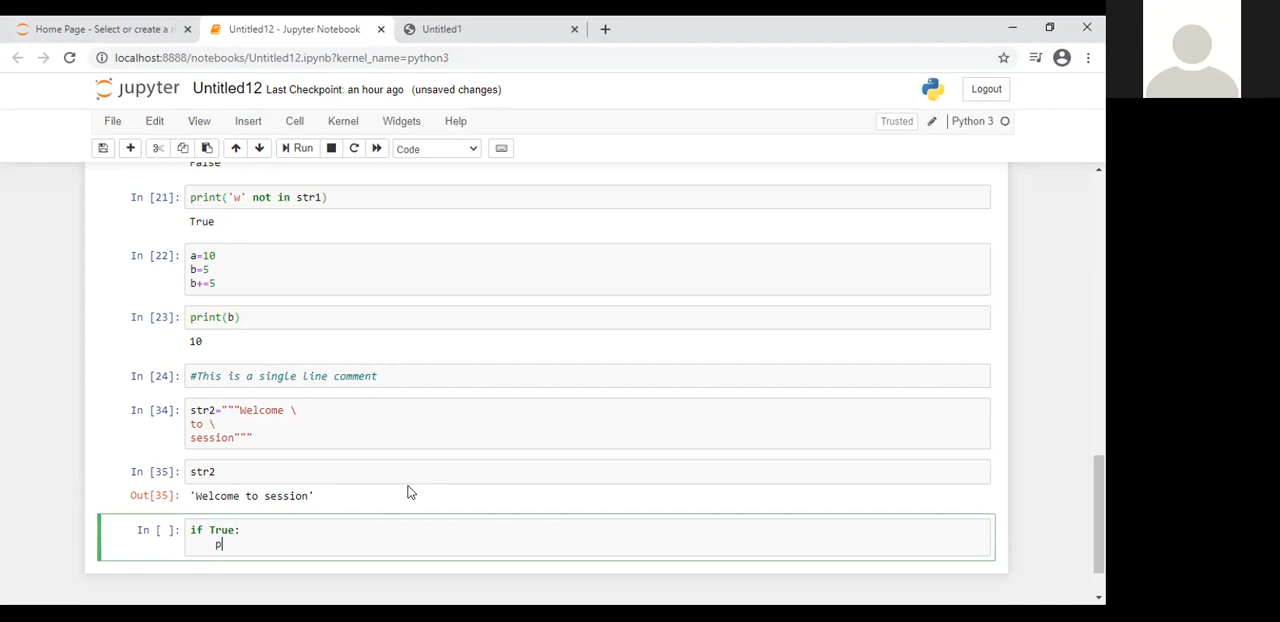 Home Page - Select or create a n
Untitled12 - Jupyter Notebook
Untitled1
localhost:8888/notebooks/Untitled12.ipynb?kernel_name=python3
jupyter Untitled12 Last Checkpoint: an hour ago (unsaved changes)
Logout
File Edit View Insert Cell Kernel Widgets Help
Trusted Python 3
Run Code
False
In [21]: print('w' not in str1)
True
In [22]: a=10
b=5
b+=5
In [23]: print(b)
10
In [24]: #This is a single line comment
In [34]: str2="""Welcome \
to \
session"""
In [35]: str2
Out[35]: 'Welcome to session'
In [ ]: if True:
p